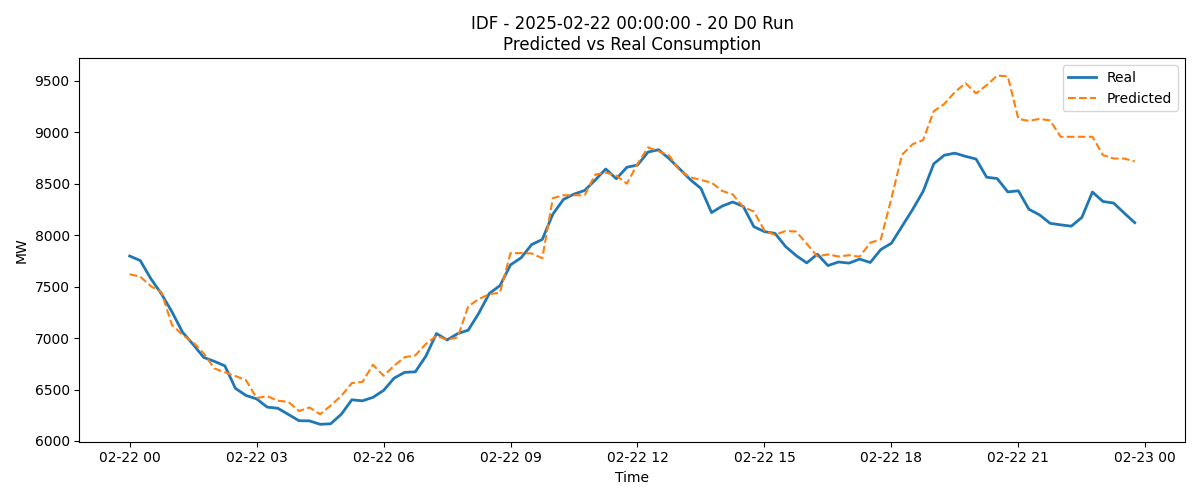 IDF - 2025-02-22 00:00:00 - 20 D0 Run
Predicted vs Real Consumption
Real
Predicted
9500
9000
8500
8000
7500
7000
6500
6000
MW
02-22 00
02-22 03
02-22 06
02-22 09
02-22 12
02-22 15
02-22 18
02-22 21
02-23 00
Time